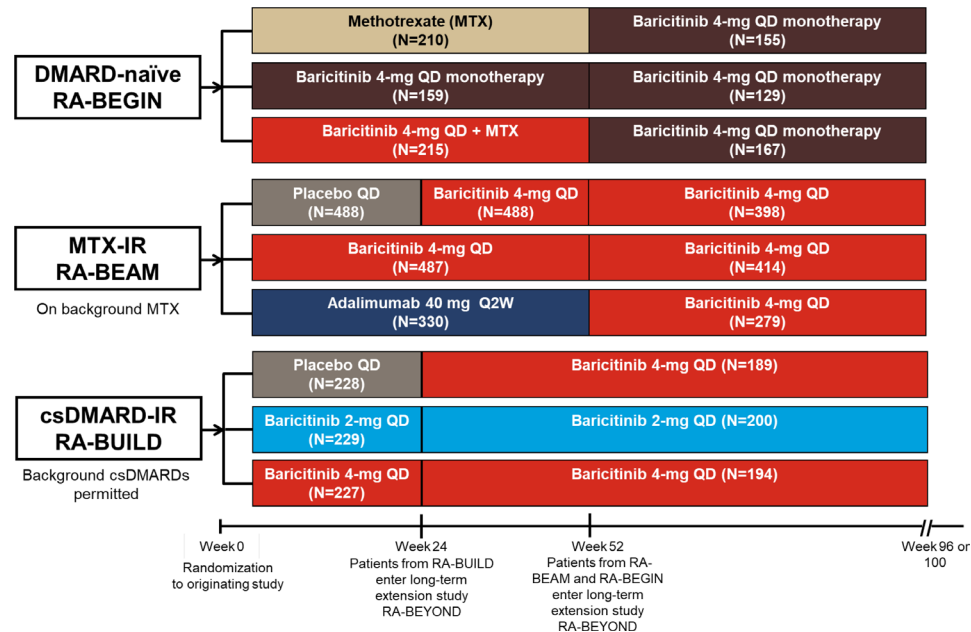 DMARD-naïve
RA-BEGIN
Methotrexate (MTX)
(N=210)
Baricitinib 4-mg QD monotherapy
(N=155)
Baricitinib 4-mg QD monotherapy
(N=159)
Baricitinib 4-mg QD monotherapy
(N=129)
Baricitinib 4-mg QD + MTX
(N=215)
Baricitinib 4-mg QD monotherapy
(N=167)
MTX-IR
RA-BEAM
On background MTX
Placebo QD
(N=488)
Baricitinib 4-mg QD
(N=488)
Baricitinib 4-mg QD
(N=398)
Baricitinib 4-mg QD
(N=487)
Baricitinib 4-mg QD
(N=414)
Adalimumab 40 mg Q2W
(N=330)
Baricitinib 4-mg QD
(N=279)
csDMARD-IR
RA-BUILD
Background csDMARDs
permitted
Placebo QD
(N=228)
Baricitinib 4-mg QD (N=189)
Baricitinib 2-mg QD
(N=229)
Baricitinib 2-mg QD (N=200)
Baricitinib 4-mg QD
(N=227)
Baricitinib 4-mg QD (N=194)
Week 0
Randomization
to originating study
Week 24
Patients from RA-BUILD
enter long-term
extension study
RA-BEYOND
Week 52
Patients from RA-
BEAM and RA-BEGIN
enter long-term
extension study
RA-BEYOND
Week 96 or
100